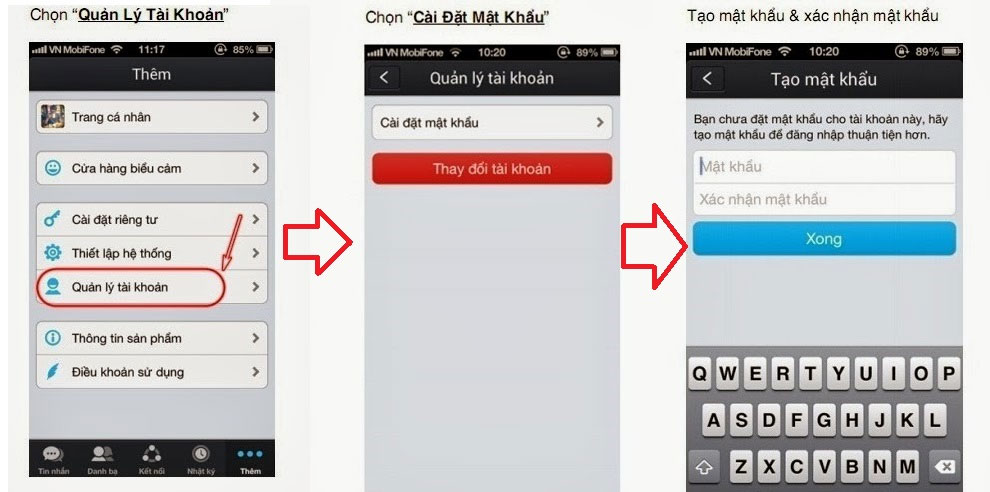 Chọn “Quản Lý Tài Khoản”
VN MobiFone 11:17 85%
Thêm
Trang cá nhân
Cửa hàng biểu cảm
Cài đặt riêng tư
Thiết lập hệ thống
Quản lý tài khoản
Thông tin sản phẩm
Điều khoản sử dụng
Tin nhắn Danh bạ Kết nối Nhật ký Thêm
Chọn “Cài Đặt Mật Khẩu”
VN MobiFone 10:20 89%
Quản lý tài khoản
Cài đặt mật khẩu
Thay đổi tài khoản
Tạo mật khẩu & xác nhận mật khẩu
VN MobiFone 10:20 89%
Tạo mật khẩu
Bạn chưa đặt mật khẩu cho tài khoản này, hãy
tạo mật khẩu để đăng nhập thuận tiện hơn.
Mật khẩu
Xác nhận mật khẩu
Xong
Q W E R T Y U I O P
A S D F G H J K L
Z X C V B N M